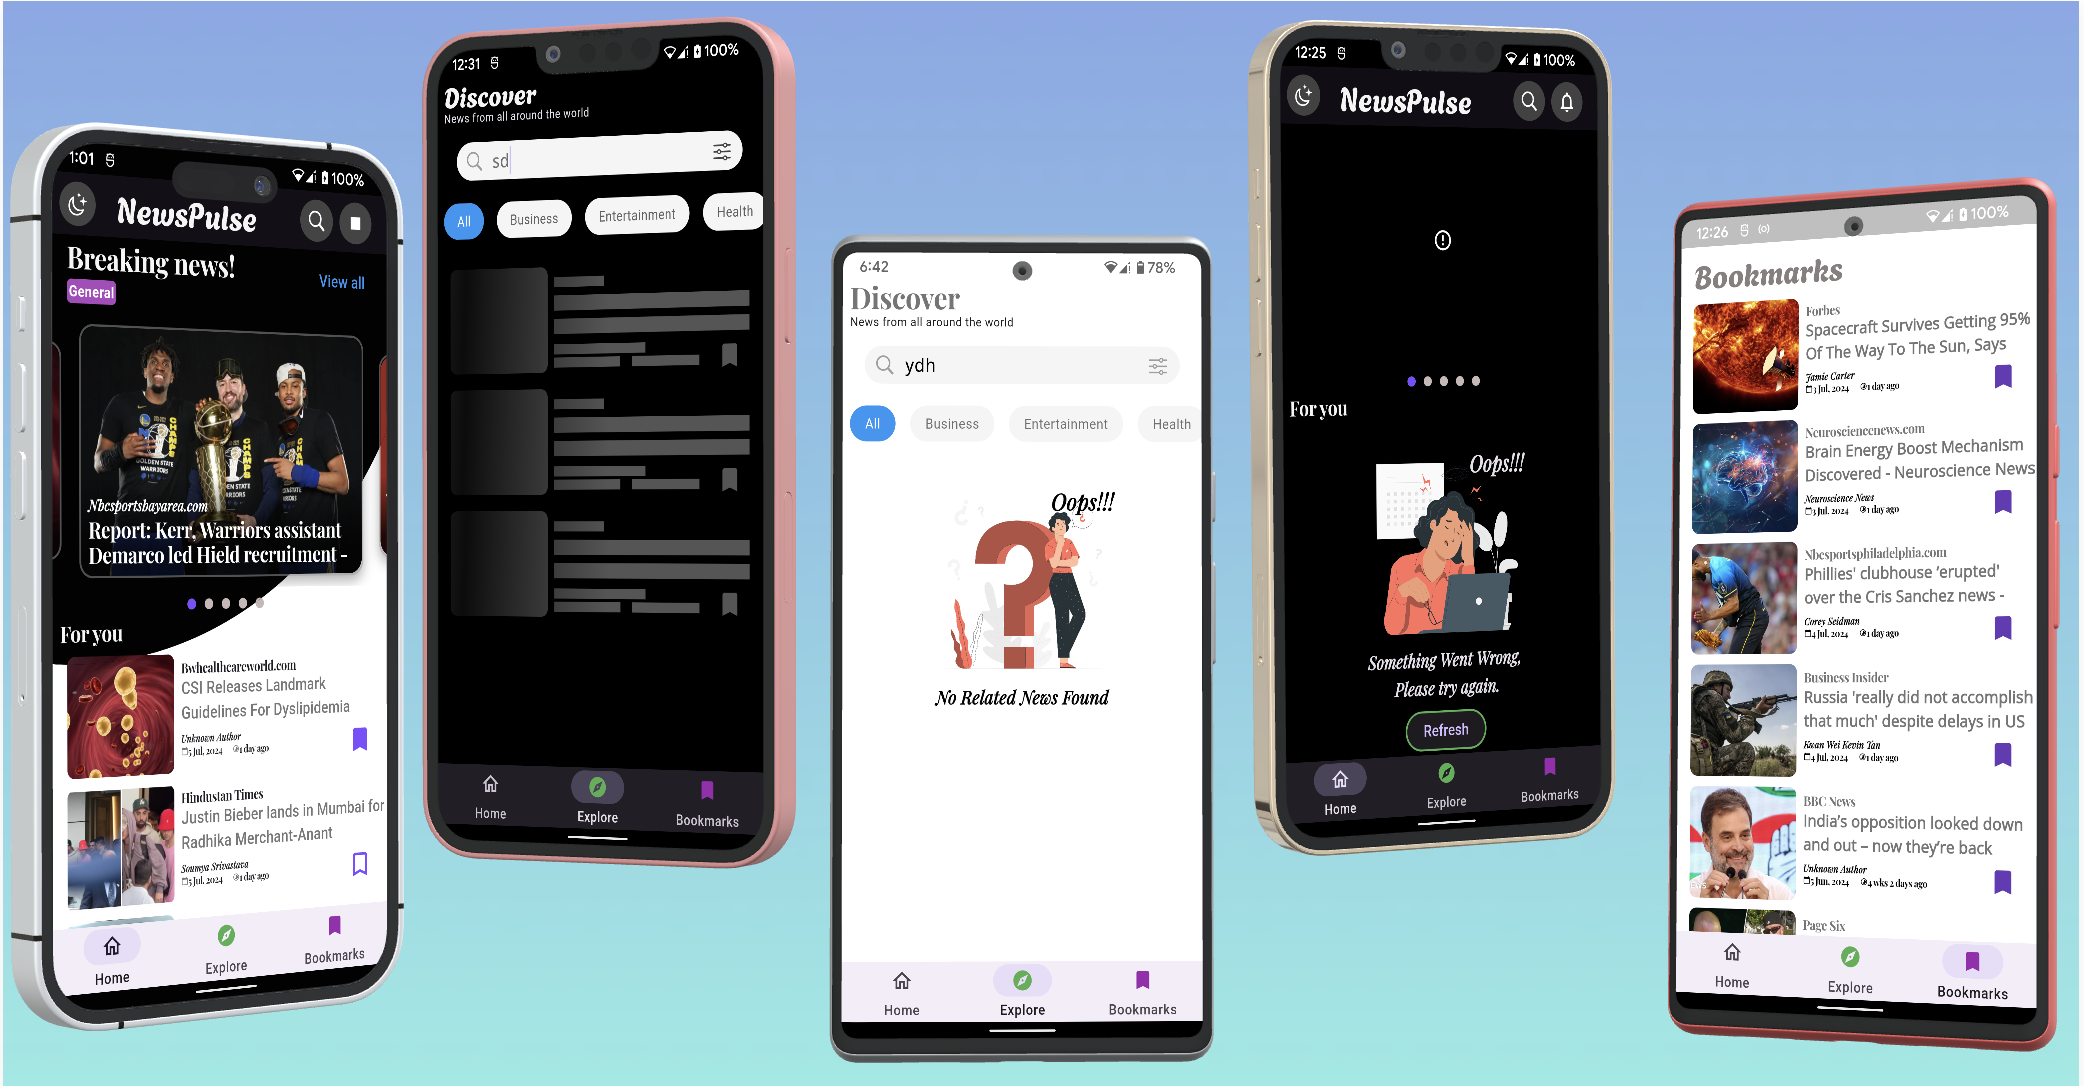 1:01
100%
NewsPulse
Breaking news!
View all
General
Nbcsportsbayarea.com
Report: Kerr, Warriors assistant
Demarco led Hield recruitment -
For you
Bwhealthcareworld.com
CSI Releases Landmark
Guidelines For Dyslipidemia
Unknown Author
5 Jul, 2024 1 day ago
Hindustan Times
Justin Bieber lands in Mumbai for
Radhika Merchant-Anant
Soumya Srivastava
5 Jul, 2024 1 day ago
Home
Explore
Bookmarks
12:31
100%
Discover
News from all around the world
sd
All
Business
Entertainment
Health
Home
Explore
Bookmarks
6:42
78%
Discover
News from all around the world
ydh
All
Business
Entertainment
Health
Oops!!!
No Related News Found
Home
Explore
Bookmarks
12:25
100%
NewsPulse
For you
Oops!!!
Something Went Wrong,
Please try again.
Refresh
Home
Explore
Bookmarks
12:26
100%
Bookmarks
Forbes
Spacecraft Survives Getting 95%
Of The Way To The Sun, Says
Jamie Carter
3 Jul, 2024 1 day ago
Neurosciencenews.com
Brain Energy Boost Mechanism
Discovered - Neuroscience News
Neuroscience News
3 Jul, 2024 1 day ago
Nbcsportsphiladelphia.com
Phillies' clubhouse ‘erupted'
over the Cris Sanchez news -
Corey Seidman
4 Jul, 2024 1 day ago
Business Insider
Russia 'really did not accomplish
that much' despite delays in US
Kwan Wei Kevin Tan
4 Jul, 2024 1 day ago
BBC News
India’s opposition looked down
and out – now they’re back
Unknown Author
5 Jun, 2024 4 wks 2 days ago
Page Six
Home
Explore
Bookmarks